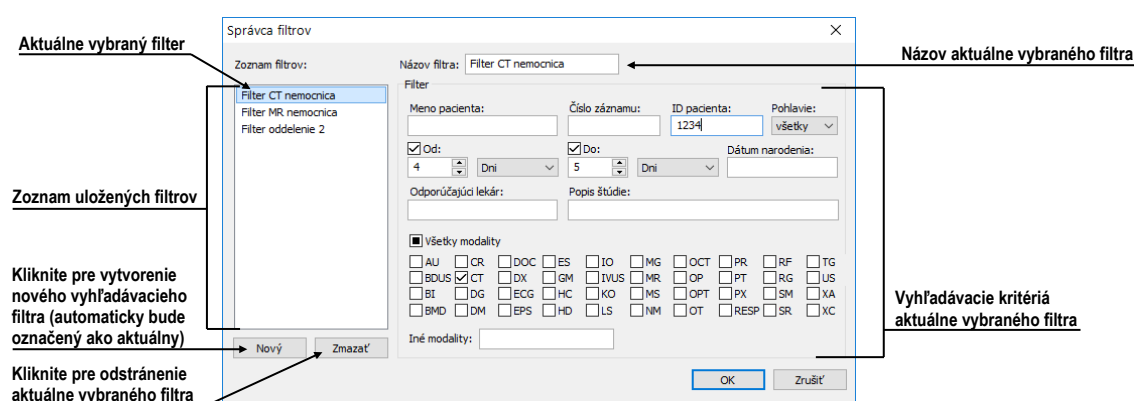 Správca filtrov
Aktuálne vybraný filter
Názov aktuálne vybraného filtra
Zoznam filtrov:
Názov filtra: Filter CT nemocnica
Filter
Filter CT nemocnica
Filter MR nemocnica
Filter oddelenie 2
Meno pacienta: Číslo záznamu: ID pacienta: Pohlavie:
1234 všetky
Od: Do: Dátum narodenia:
4 Dni 5 Dni
Odporúčajúci lekár: Popis štúdie:
Zoznam uložených filtrov
Všetky modality
AU CR DOC ES IO MG OCT PR RF TG
BDUS CT DX GM IVUS MR OP PT RG US
BI DG ECG HC KO MS OPT PX SM XA
BMD DM EPS HD LS NM OT RESP SR XC
Iné modality:
Kliknite pre vytvorenie
nového vyhľadávacieho
filtra (automaticky bude
označený ako aktuálny)
Vyhľadávacie kritériá
aktuálne vybraného filtra
Nový Zmazať
Kliknite pre odstránenie
aktuálne vybraného filtra
OK Zrušiť